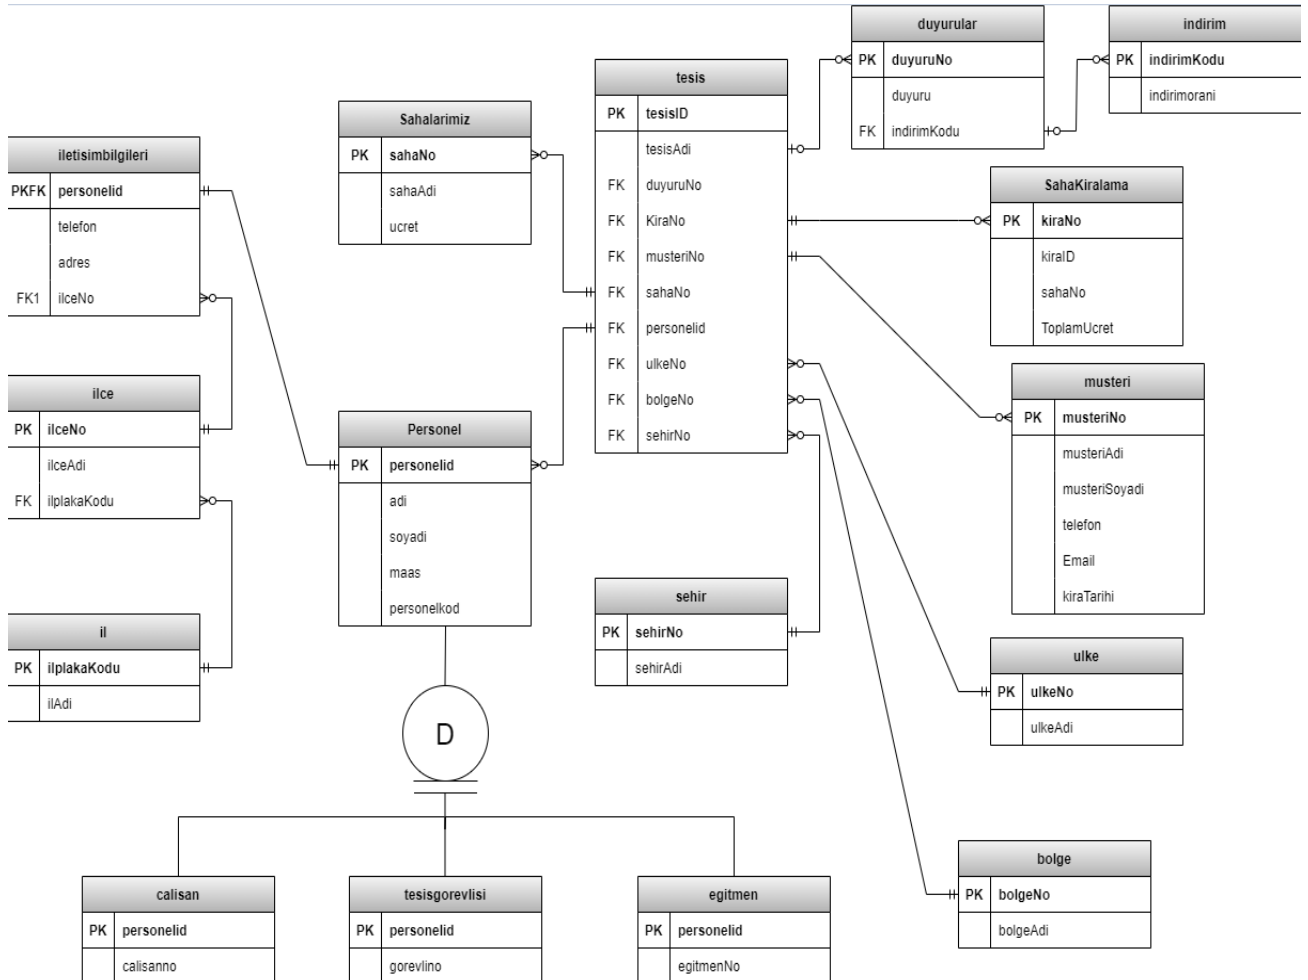 duyurular
PK duyuruNo
duyuru
FK indirimKodu
indirim
PK indirimKodu
indirimorani
tesis
PK tesisID
tesisAdi
FK duyuruNo
FK KiraNo
FK musteriNo
FK sahaNo
FK personelid
FK ulkeNo
FK bolgeNo
FK sehirNo
Sahalarimiz
PK sahaNo
sahaAdi
ucret
iletisimbilgileri
PKFK personelid
telefon
adres
FK1 ilceNo
SahaKiralama
PK kiraNo
kiraID
sahaNo
ToplamUcret
musteri
PK musteriNo
musteriAdi
musteriSoyadi
telefon
Email
kiraTarihi
ilce
PK ilceNo
ilceAdi
FK ilplakaKodu
Personel
PK personelid
adi
soyadi
maas
personelkod
sehir
PK sehirNo
sehirAdi
il
PK ilplakaKodu
ilAdi
ulke
PK ulkeNo
ulkeAdi
D
bolge
PK bolgeNo
bolgeAdi
calisan
PK personelid
calisanno
tesisgorevlisi
PK personelid
gorevlino
egitmen
PK personelid
egitmenNo